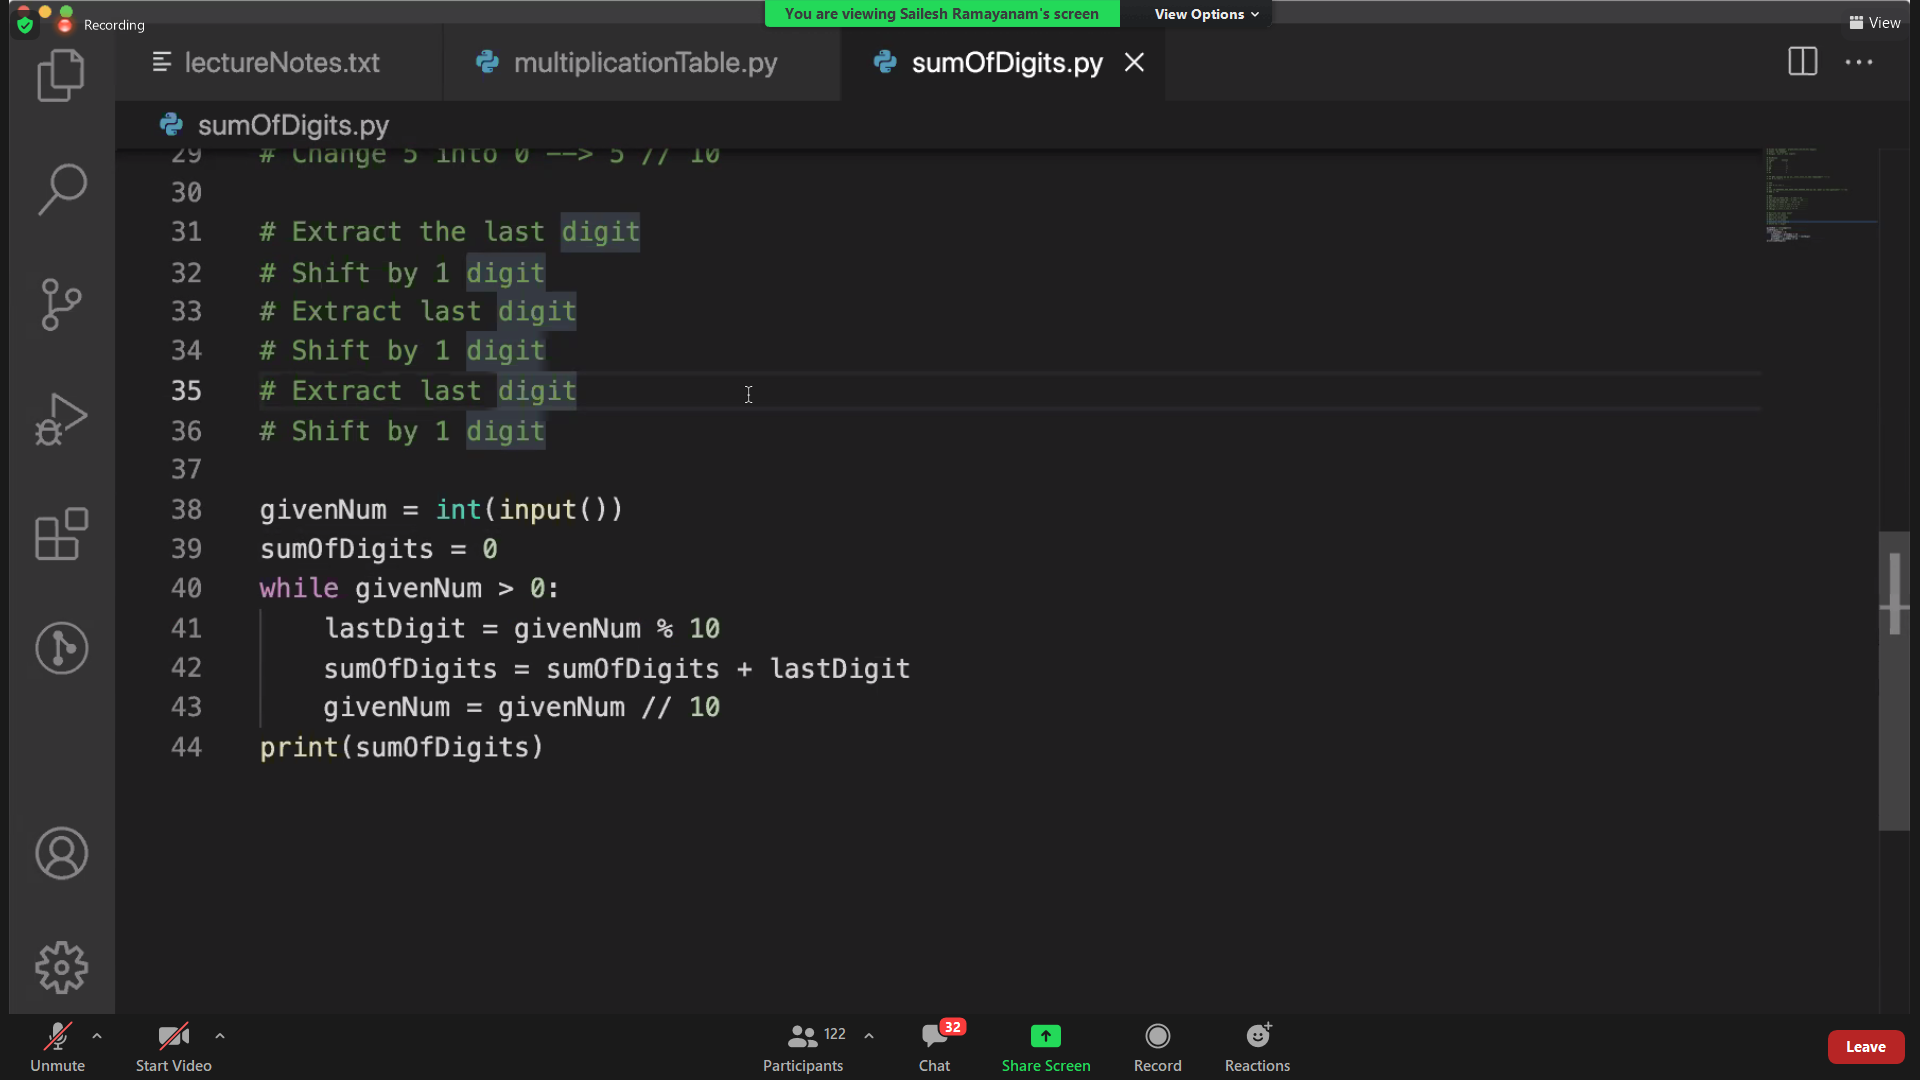 Recording
You are viewing Sailesh Ramayanam's screen
View Options
View
lectureNotes.txt
multiplicationTable.py
sumOfDigits.py
sumOfDigits.py
29 # Change 5 into 0 --> 5 // 10
30
31 # Extract the last digit
32 # Shift by 1 digit
33 # Extract last digit
34 # Shift by 1 digit
35 # Extract last digit
36 # Shift by 1 digit
37
38 givenNum = int(input())
39 sumOfDigits = 0
40 while givenNum > 0:
41     lastDigit = givenNum % 10
42     sumOfDigits = sumOfDigits + lastDigit
43     givenNum = givenNum // 10
44 print(sumOfDigits)
Unmute
Start Video
122
Participants
32
Chat
Share Screen
Record
Reactions
Leave